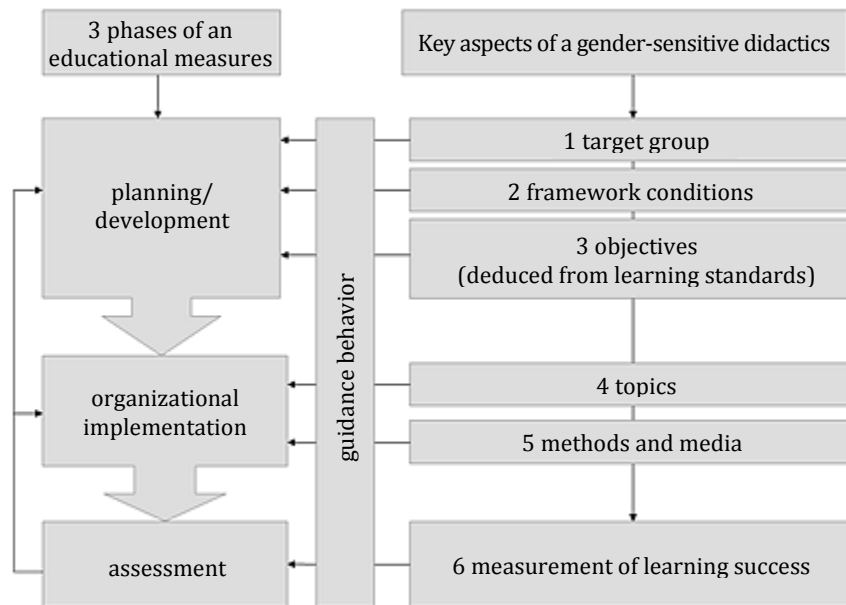 3 phases of an
educational measures
Key aspects of a gender-sensitive didactics
planning/
development
organizational
implementation
assessment
guidance behavior
1 target group
2 framework conditions
3 objectives
(deduced from learning standards)
4 topics
5 methods and media
6 measurement of learning success